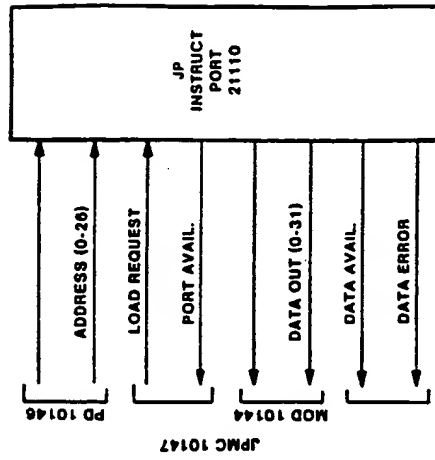 JP
INSTRUCT
PORT
21110
ADDRESS (0-26)
LOAD REQUEST
PORT AVAIL.
DATA OUT (0-31)
DATA AVAIL.
DATA ERROR
PD 10146
MOD 10144
JPMC 10147